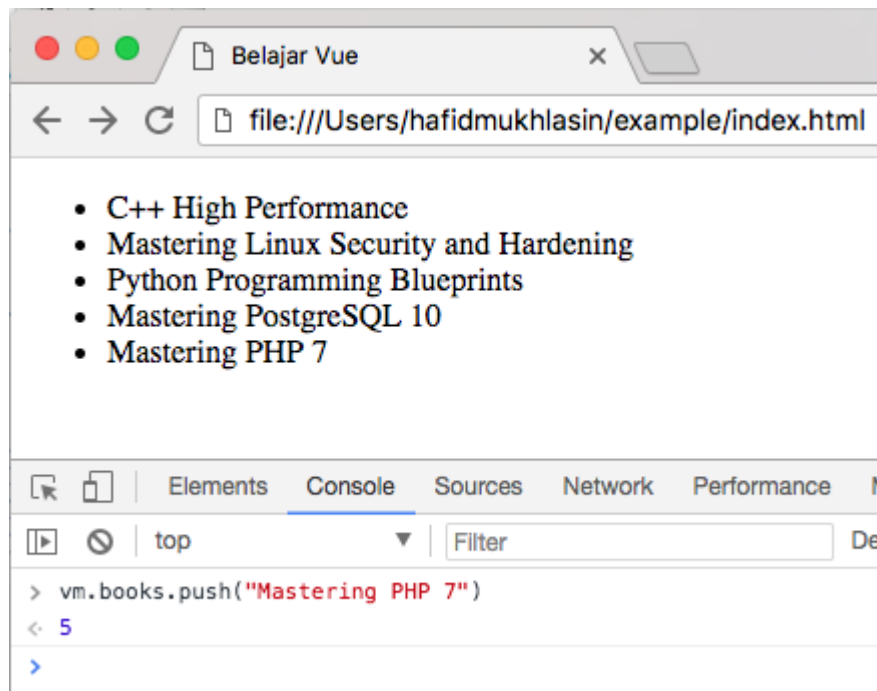 Belajar Vue
file:///Users/hafidmukhlasin/example/index.html
• C++ High Performance
• Mastering Linux Security and Hardening
• Python Programming Blueprints
• Mastering PostgreSQL 10
• Mastering PHP 7
Elements Console Sources Network Performance
top Filter De
> vm.books.push("Mastering PHP 7")
5
>